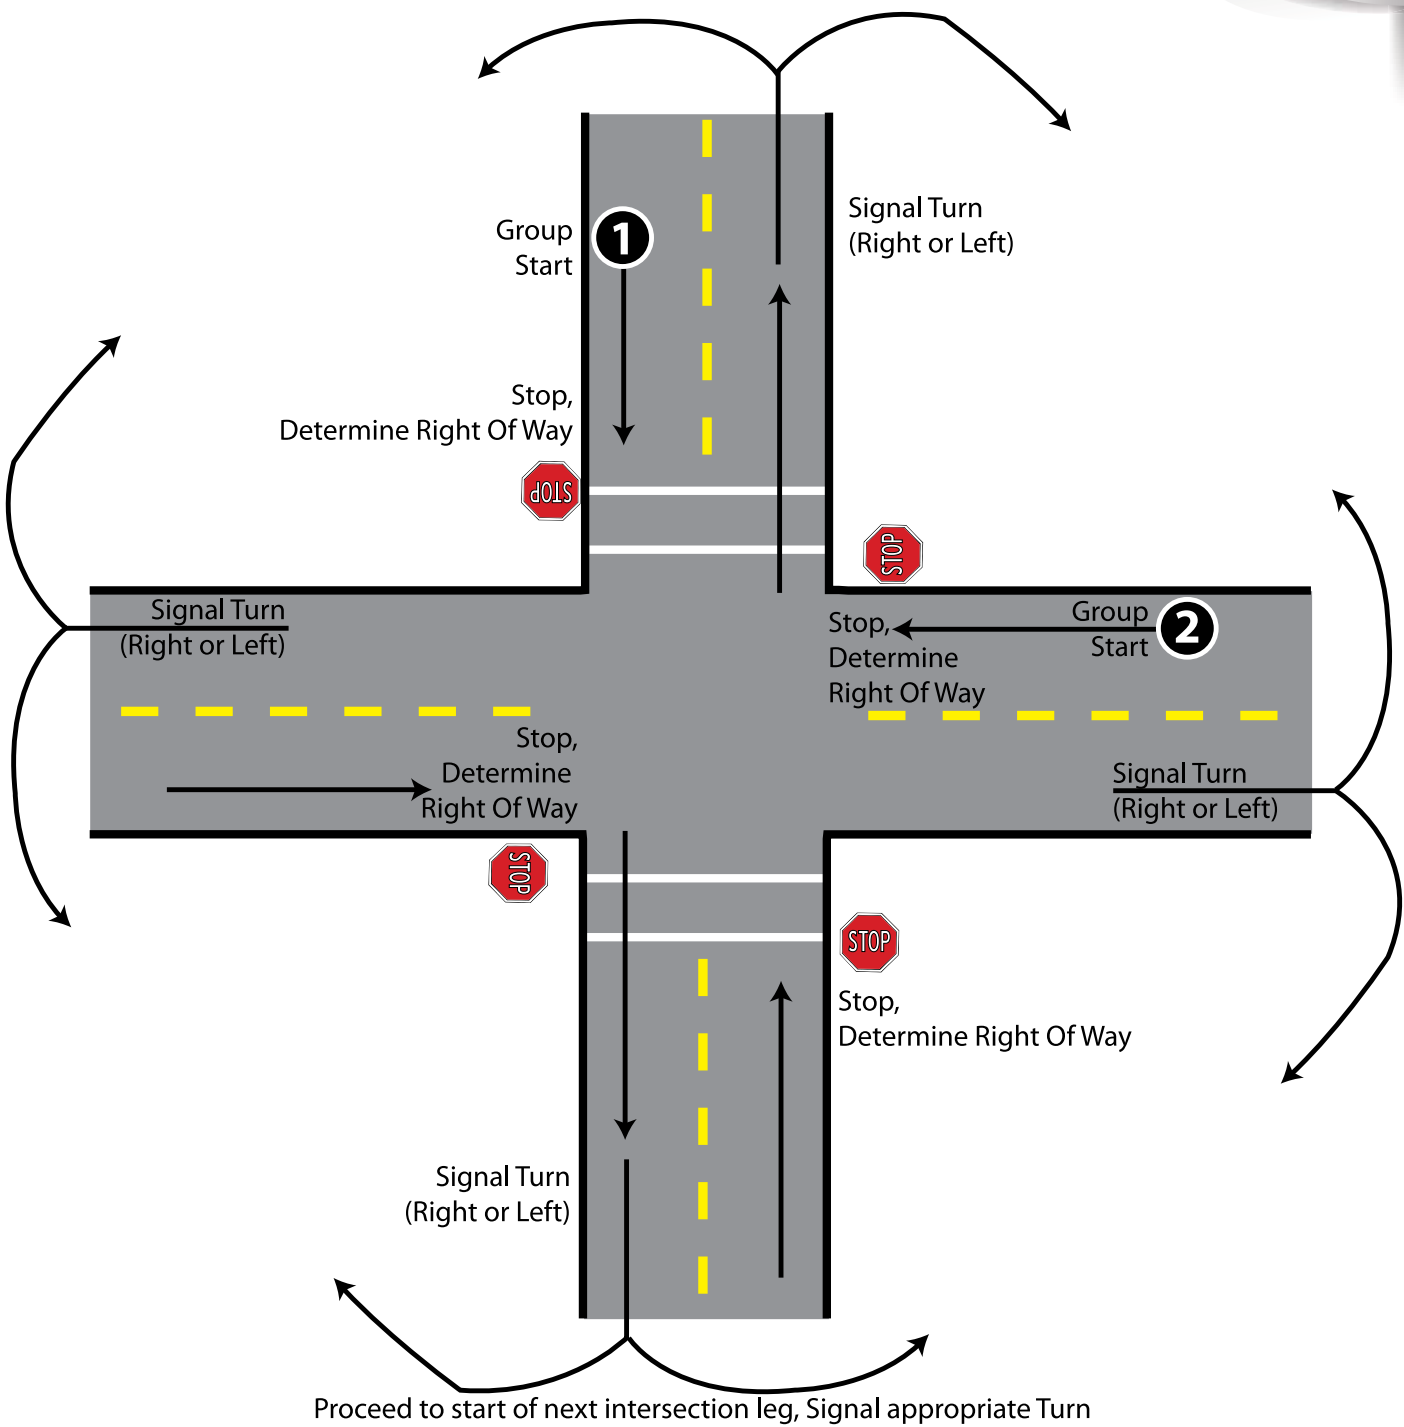 Signal Turn
(Right or Left)
Group
Start
1
Stop,
Determine Right Of Way
STOP
STOP
Signal Turn
(Right or Left)
Stop,
Determine
Right Of Way
Group
Start
2
Stop,
Determine
Right Of Way
Signal Turn
(Right or Left)
STOP
STOP
Stop,
Determine Right Of Way
Signal Turn
(Right or Left)
Proceed to start of next intersection leg, Signal appropriate Turn